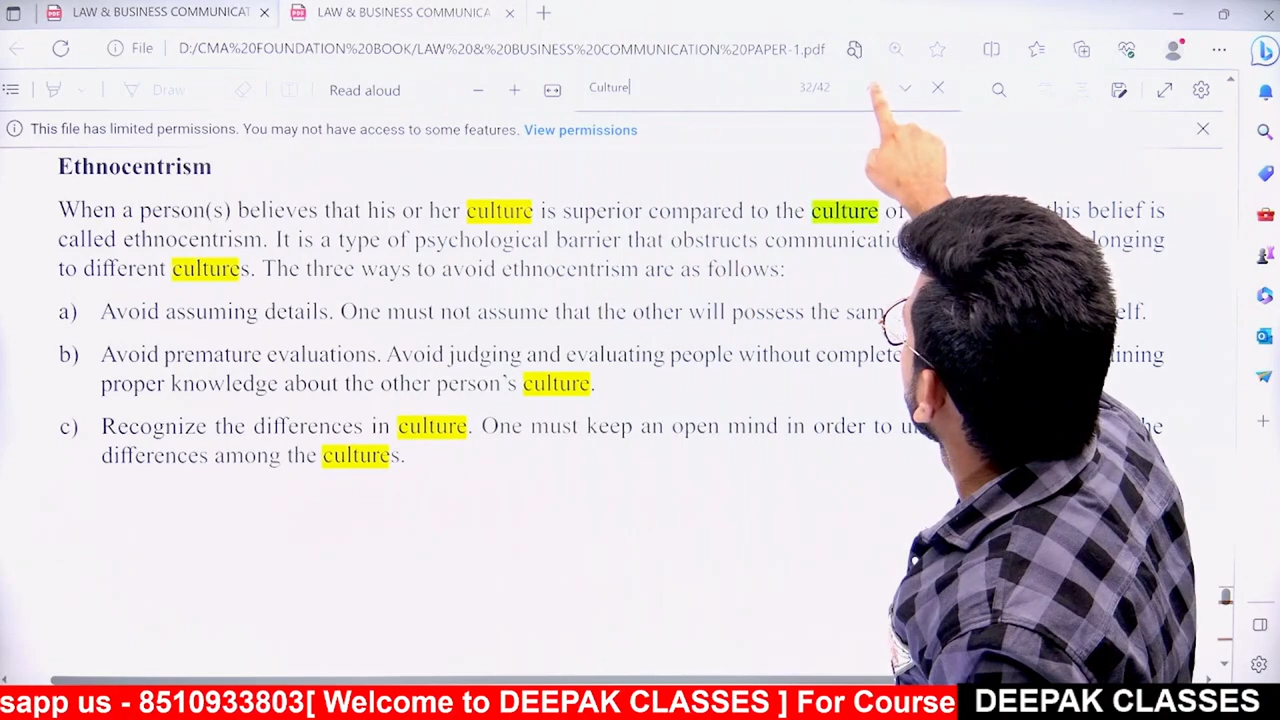 LAW & BUSINESS COMMUNICAT
LAW & BUSINESS COMMUNICA
File
D:/CMA%20FOUNDATION%20BOOK/LAW%20&%20BUSINESS%20COMMUNICATION%20PAPER-1.pdf
Draw
Read aloud
Culture
32/42
This file has limited permissions. You may not have access to some features. View permissions
Ethnocentrism
When a person(s) believes that his or her culture is superior compared to the culture of this belief is
called ethnocentrism. It is a type of psychological barrier that obstructs
to different cultures. The three ways to avoid ethnocentrism are as follows:
a) Avoid assuming details. One must not assume that the other will possess the
b) Avoid premature evaluations. Avoid judging and evaluating people without
proper knowledge about the other person's culture.
c) Recognize the differences in culture. One must keep an open mind in order to
differences among the cultures.
sapp us - 8510933803[ Welcome to DEEPAK CLASSES ] For Course
DEEPAK CLASSES